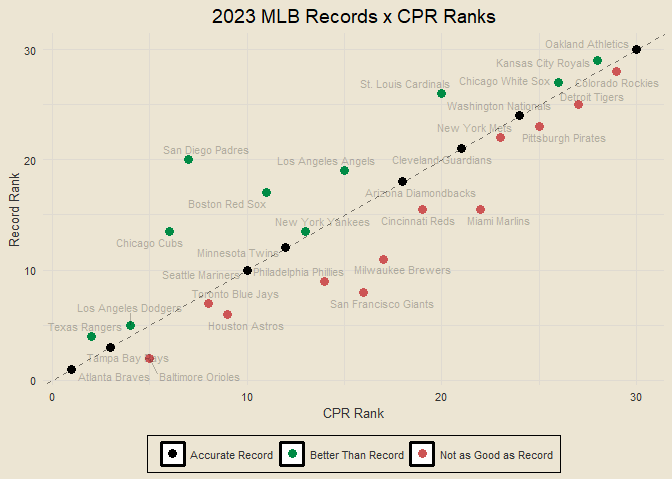 2023 MLB Records x CPR Ranks
Oakland Athletics
Kansas City Royals
Chicago White Sox
Colorado Rockies
St. Louis Cardinals
Detroit Tigers
Washington Nationals
New York Mets
Pittsburgh Pirates
San Diego Padres
Los Angeles Angels
Cleveland Guardians
Arizona Diamondbacks
Boston Red Sox
New York Yankees
Cincinnati Reds
Miami Marlins
Chicago Cubs
Minnesota Twins
Seattle Mariners
Philadelphia Phillies
Milwaukee Brewers
Toronto Blue Jays
San Francisco Giants
Los Angeles Dodgers
Texas Rangers
Houston Astros
Tampa Bay Rays
Atlanta Braves
Baltimore Orioles
Record Rank
30
20
10
0
0
10
20
30
CPR Rank
Accurate Record
Better Than Record
Not as Good as Record